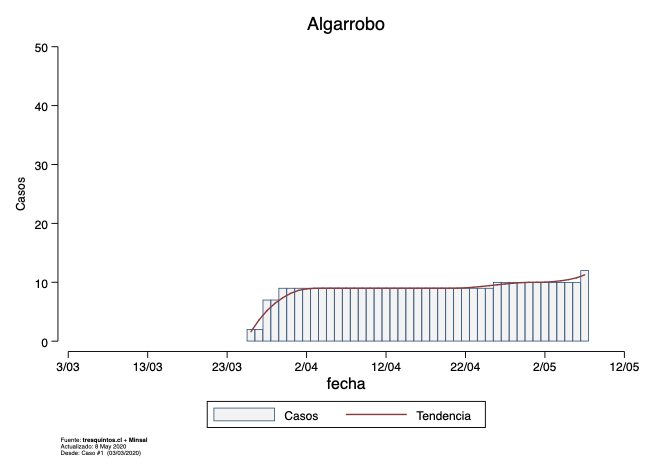 Algarrobo
50
40
30
20
10
0
Casos
3/03 13/03 23/03 2/04 12/04 22/04 2/05 12/05
fecha
Casos Tendencia
Fuente: tresquintos.cl + Minsal
Actualizado: 8 May 2020
Desde: Caso #1 (03/03/2020)